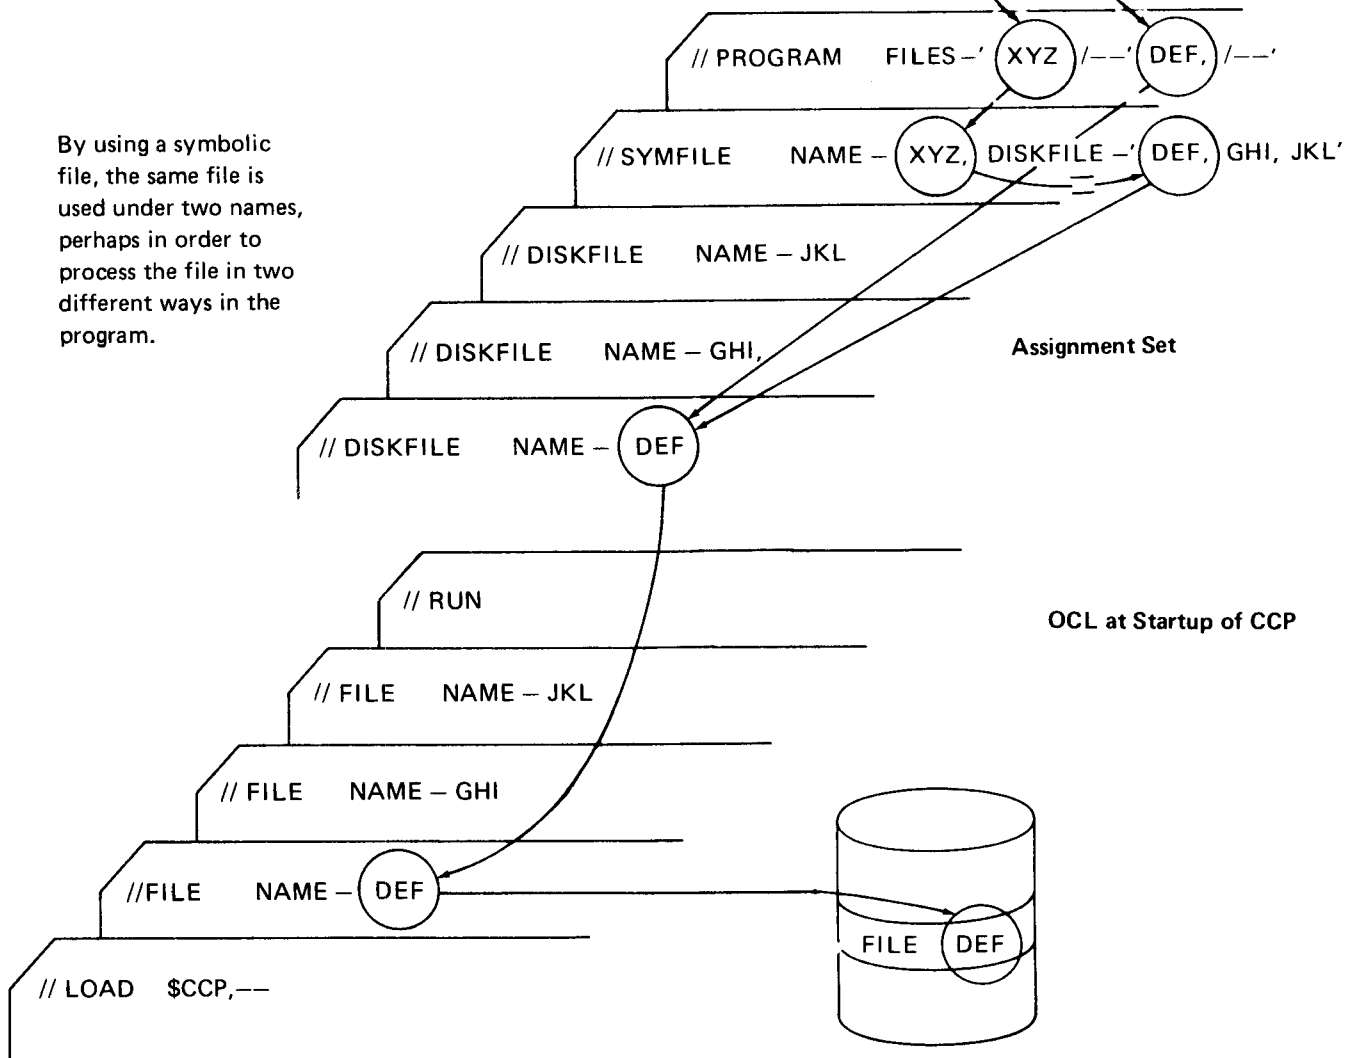 // PROGRAM FILES–' XYZ /––' DEF, /––'
By using a symbolic
file, the same file is
used under two names,
perhaps in order to
process the file in two
different ways in the
program.
// SYMFILE NAME – XYZ, DISKFILE –' DEF, GHI, JKL'
=
// DISKFILE NAME – JKL
// DISKFILE NAME – GHI,
Assignment Set
// DISKFILE NAME – DEF
// RUN
OCL at Startup of CCP
// FILE NAME – JKL
// FILE NAME – GHI
//FILE NAME – DEF
FILE DEF
// LOAD $CCP,––